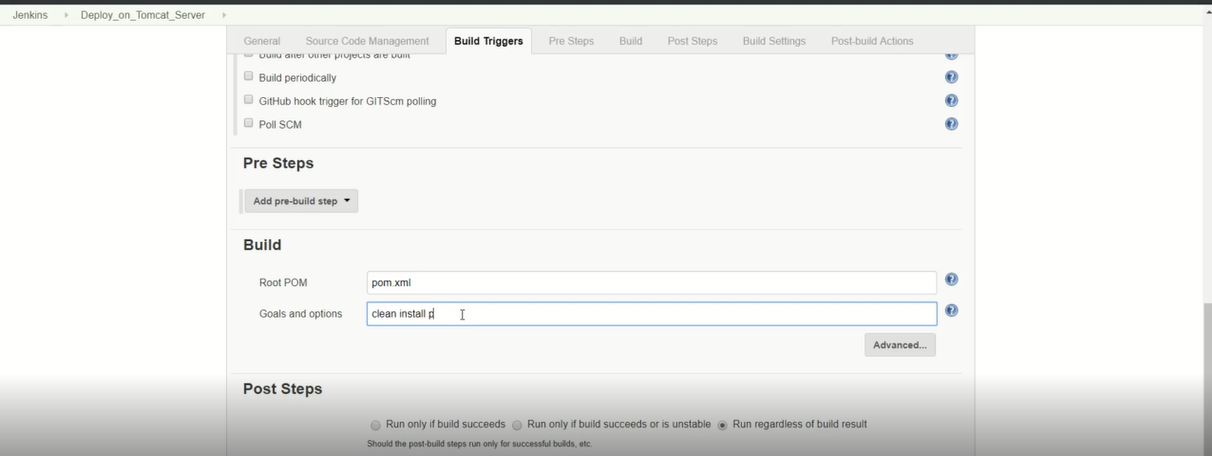 Jenkins Deploy_on_Tomcat_Server
General Source Code Management Build Triggers Pre Steps Build Post Steps Build Settings Post-build Actions
Build after other projects are built
Build periodically
GitHub hook trigger for GITScm polling
Poll SCM
Pre Steps
Add pre-build step
Build
Root POM pom.xml
Goals and options clean install p
Advanced...
Post Steps
Run only if build succeeds Run only if build succeeds or is unstable Run regardless of build result
Should the post-build steps run only for successful builds, etc.